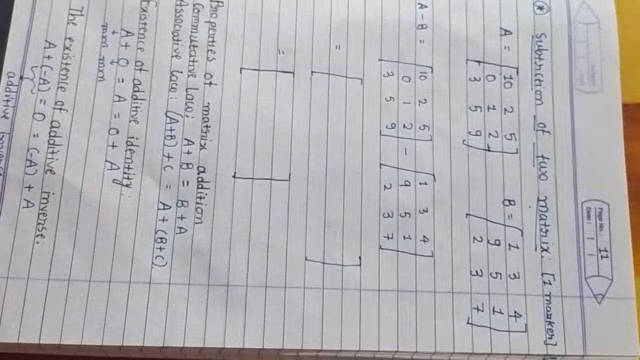 Page No: 11
Date: / /
* Subtraction of two matrix: [1 marker]
A = [10 2 5 B = [1 3 4
0 1 2 9 5 1
3 5 9] 2 3 7]
A-B = [10 2 5 - [1 3 4
0 1 2 9 5 1
3 5 9] 2 3 7]
= [ ]
= [ ]
Properties of matrix addition
Commutative law: A+B = B+A
Associative law: (A+B)+C = A+(B+C)
Existence of additive identity:
A + O = A = O + A
↓ ↓
m×n m×n
The existence of additive inverse:
A+(-A) = O = (-A) + A
additive inverse